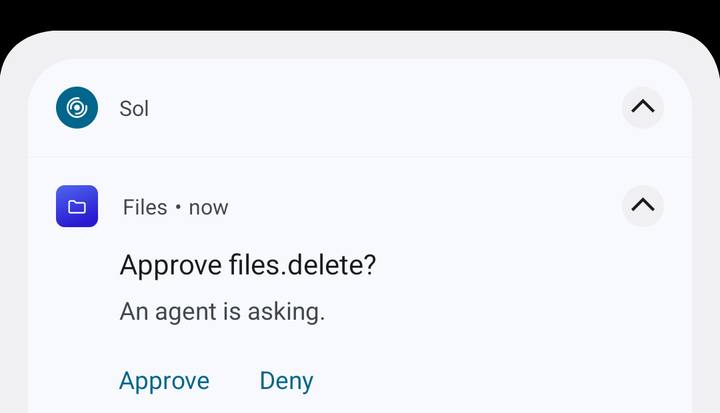 Sol
Files • now
Approve files.delete?
An agent is asking.
Approve Deny